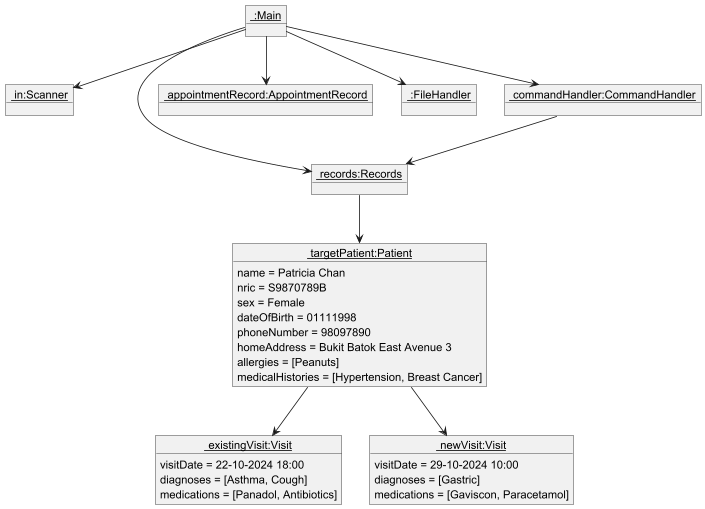 :Main
in:Scanner
appointmentRecord:AppointmentRecord
:FileHandler
commandHandler:CommandHandler
records:Records
targetPatient:Patient
name = Patricia Chan
nric = S9870789B
sex = Female
dateOfBirth = 01111998
phoneNumber = 98097890
homeAddress = Bukit Batok East Avenue 3
allergies = [Peanuts]
medicalHistories = [Hypertension, Breast Cancer]
existingVisit:Visit
visitDate = 22-10-2024 18:00
diagnoses = [Asthma, Cough]
medications = [Panadol, Antibiotics]
newVisit:Visit
visitDate = 29-10-2024 10:00
diagnoses = [Gastric]
medications = [Gaviscon, Paracetamol]